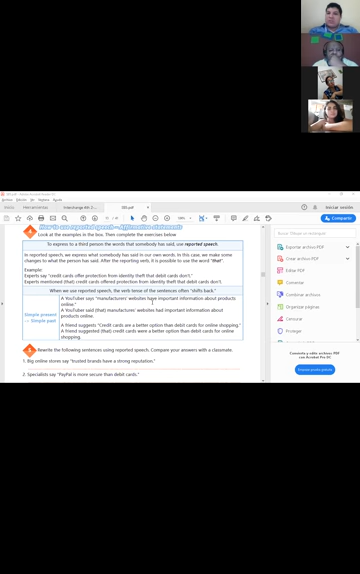 Inicio Herramientas Iniciar sesión
Compartir
How to use reported speech – Affirmative statements
Look at the examples in the box. Then complete the exercises below.
To express to a third person the words that somebody has said, use reported speech.
In reported speech, we express what somebody has said in our own words. In this case, we make some
changes to what the person has said. After the reporting verb, it is possible to use the word "that".
Example:
Experts say "credit cards offer protection from identity theft that debit cards don't."
Experts mentioned (that) credit cards offered protection from identity theft that debit cards don't.
When we use reported speech, the verb tense of the sentences often "shifts back."
Simple present
→ Simple past
A YouTuber says "manufacturers' websites have important information about products
online."
A YouTuber said (that) manufacturers' websites had important information about
products online.
A friend suggests "Credit cards are a better option than debit cards for online shopping."
A friend suggested (that) credit cards were a better option than debit cards for online
shopping.
Rewrite the following sentences using reported speech. Compare your answers with a classmate.
1. Big online stores say "trusted brands have a strong reputation."
2. Specialists say "PayPal is more secure than debit cards."
Exportar archivo PDF
Crear archivo PDF
Editar PDF
Comentar
Combinar archivos
Organizar páginas
Censurar
Proteger